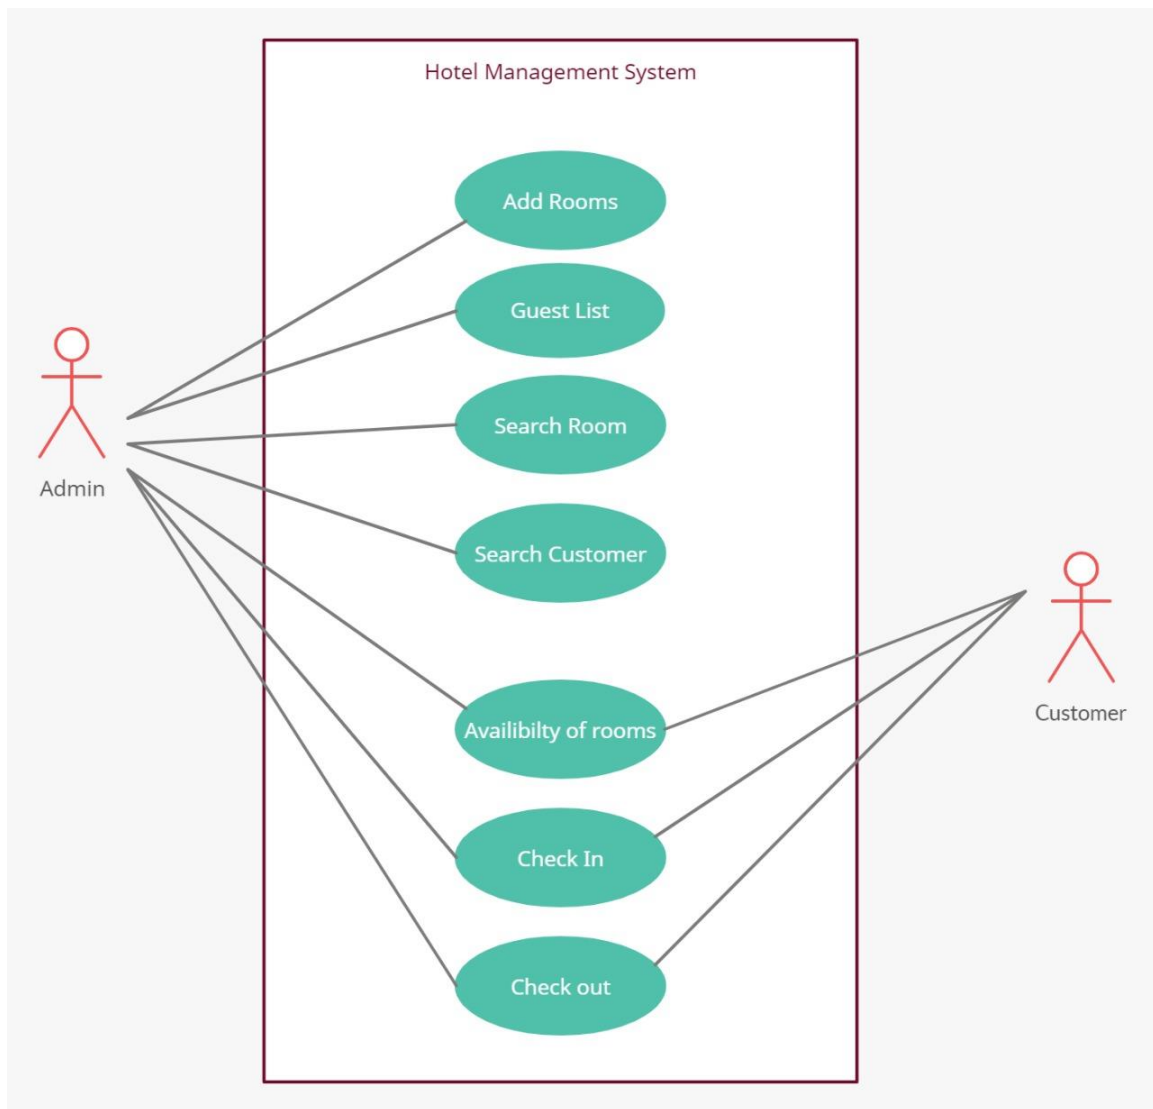 Hotel Management System
Add Rooms
Guest List
Search Room
Admin
Search Customer
Customer
Availibilty of rooms
Check In
Check out